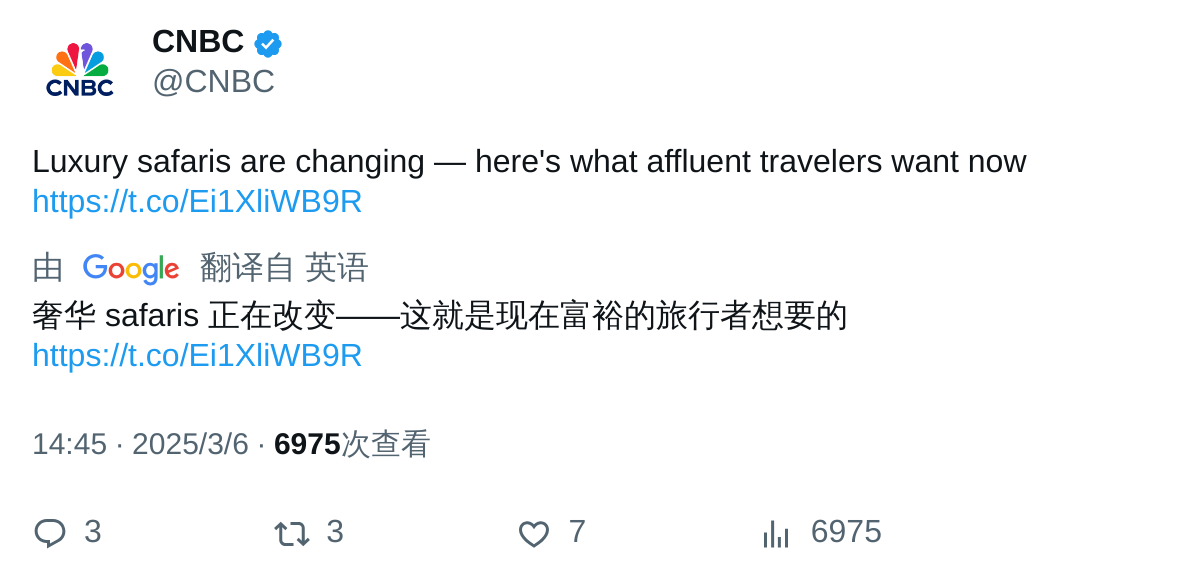 CNBC
CNBC
@CNBC
Luxury safaris are changing — here's what affluent travelers want now
https://t.co/Ei1XliWB9R
由 Google 翻译自 英语
奢华 safaris 正在改变——这就是现在富裕的旅行者想要的
https://t.co/Ei1XliWB9R
14:45 · 2025/3/6 · 6975次查看
3 3 7 6975